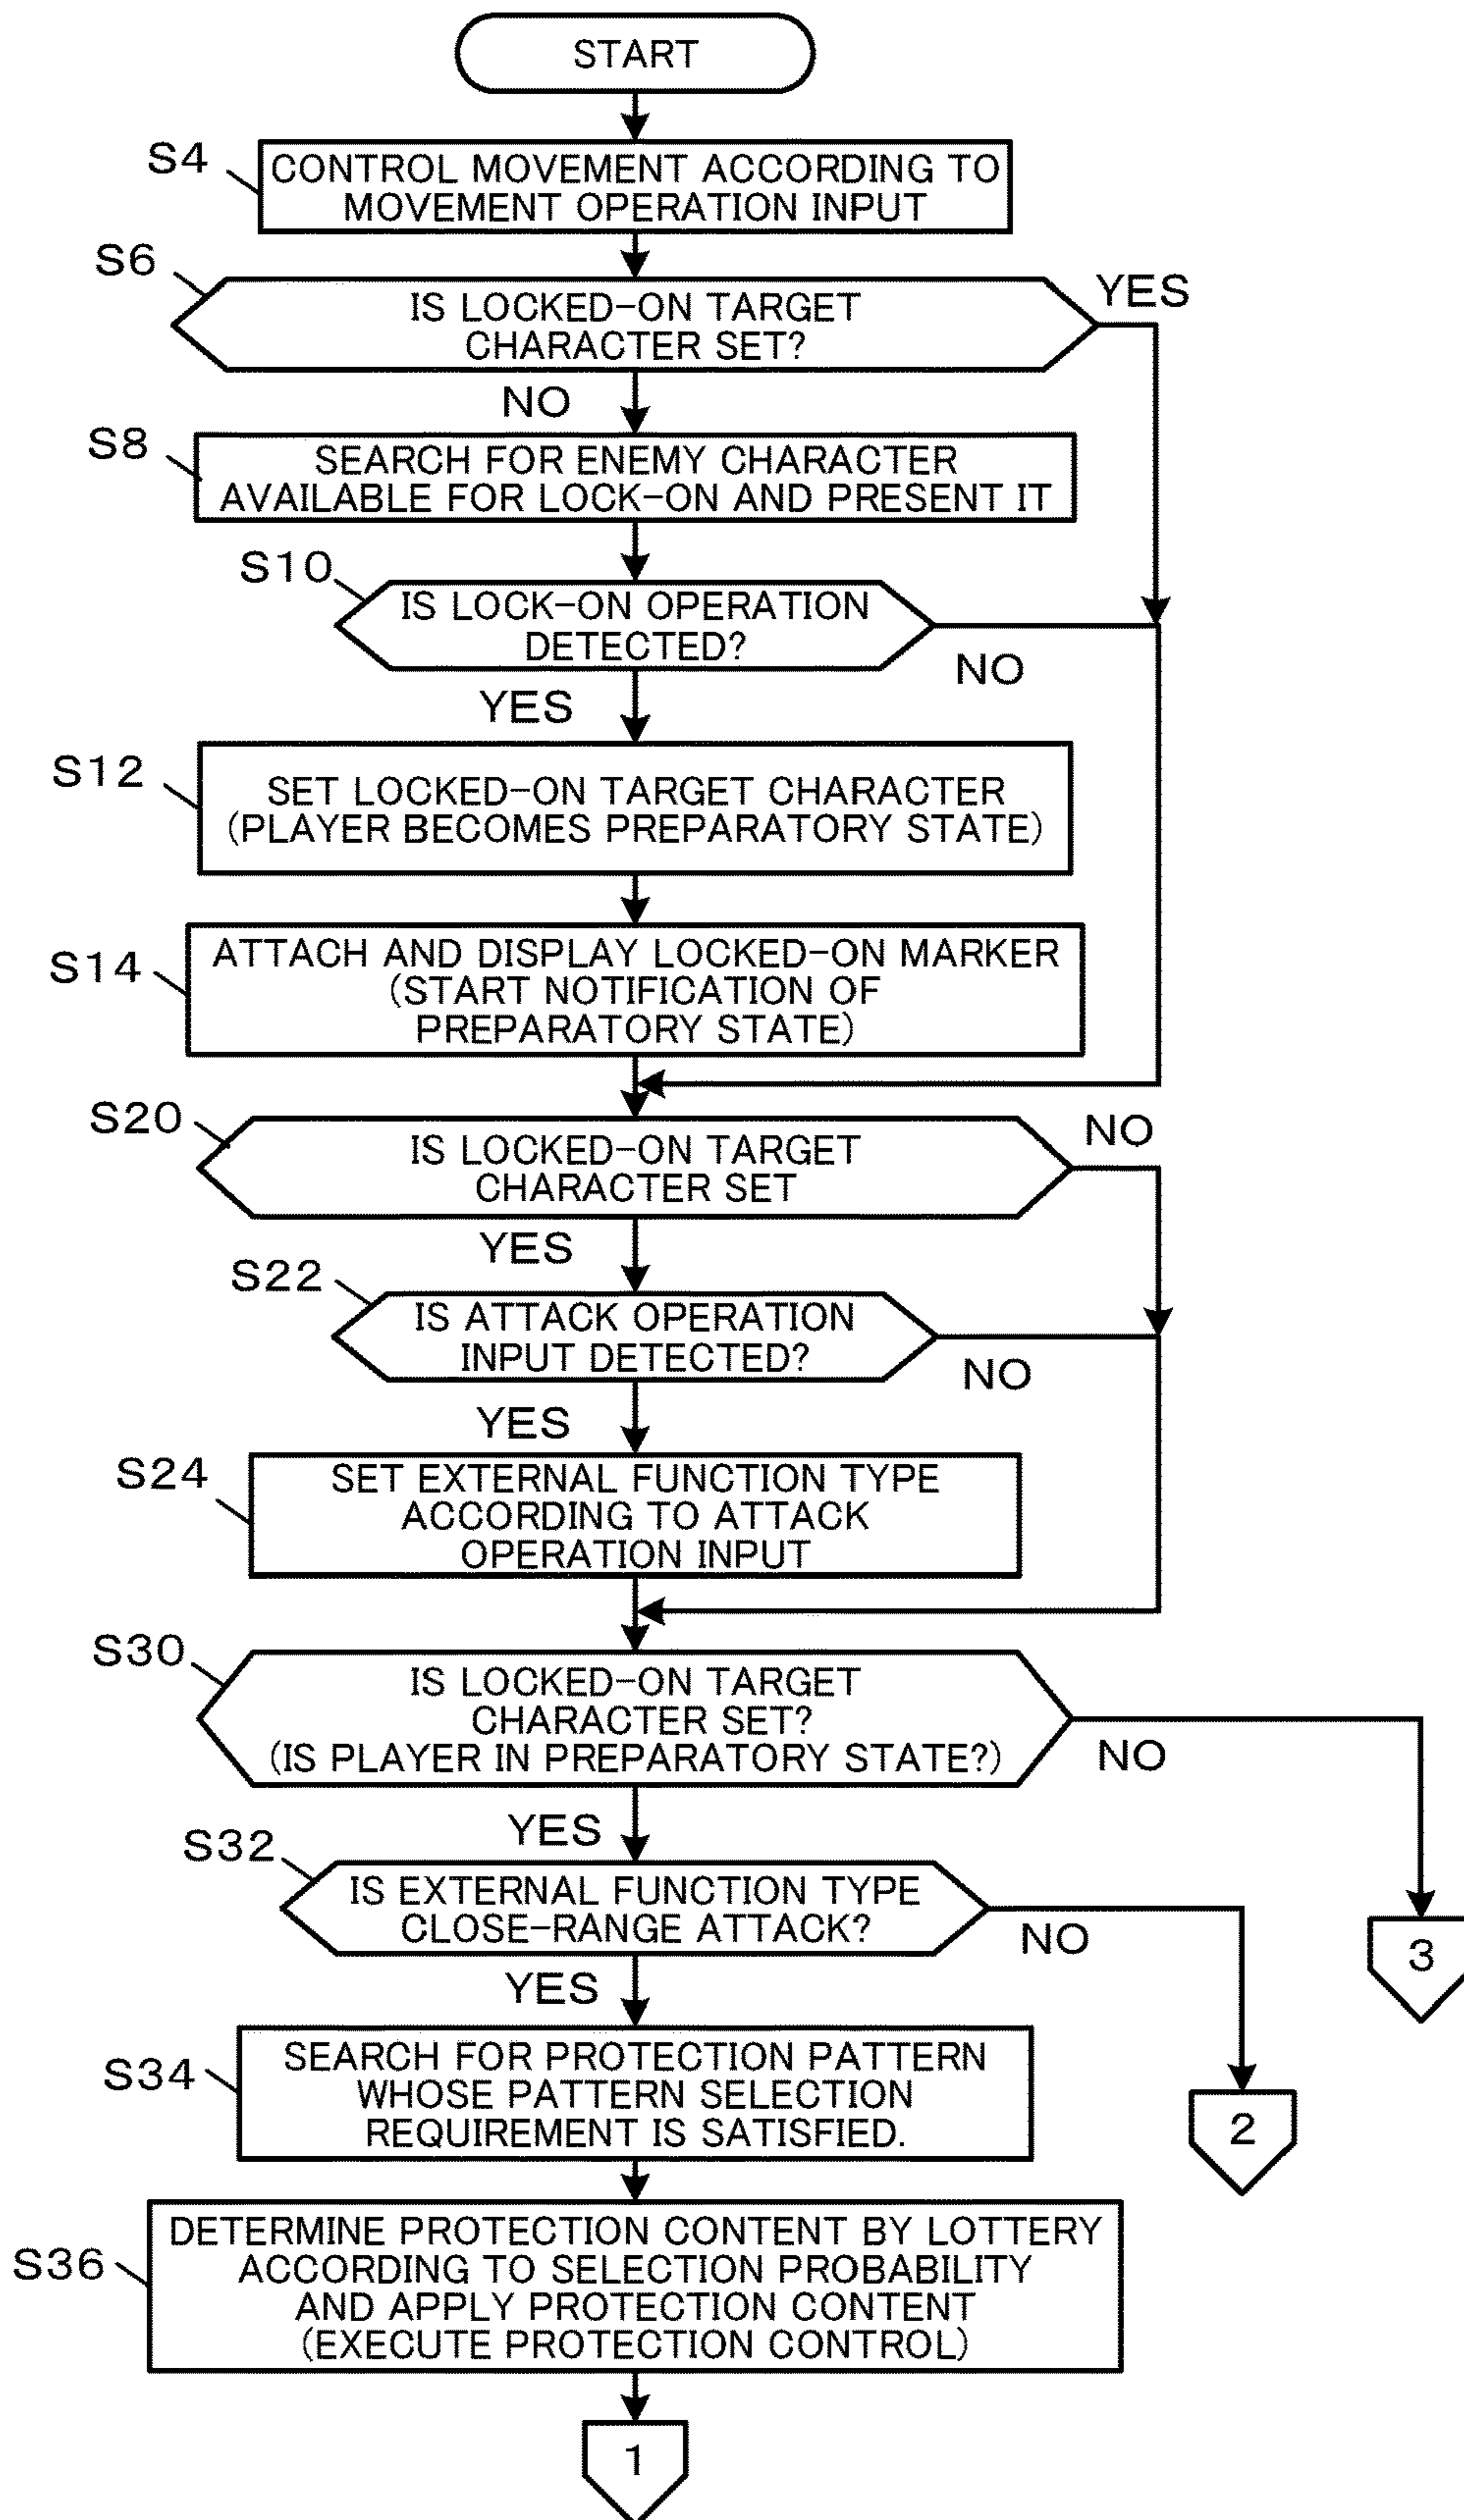 START
S4
CONTROL MOVEMENT ACCORDING TO
MOVEMENT OPERATION INPUT
S6
IS LOCKED-ON TARGET
CHARACTER SET?
YES
NO
S8
SEARCH FOR ENEMY CHARACTER
AVAILABLE FOR LOCK-ON AND PRESENT IT
S10
IS LOCK-ON OPERATION
DETECTED?
NO
YES
S12
SET LOCKED-ON TARGET CHARACTER
(PLAYER BECOMES PREPARATORY STATE)
S14
ATTACH AND DISPLAY LOCKED-ON MARKER
(START NOTIFICATION OF
PREPARATORY STATE)
S20
IS LOCKED-ON TARGET
CHARACTER SET
NO
YES
S22
IS ATTACK OPERATION
INPUT DETECTED?
NO
YES
S24
SET EXTERNAL FUNCTION TYPE
ACCORDING TO ATTACK
OPERATION INPUT
S30
IS LOCKED-ON TARGET
CHARACTER SET?
(IS PLAYER IN PREPARATORY STATE?)
NO
YES
S32
IS EXTERNAL FUNCTION TYPE
CLOSE-RANGE ATTACK?
NO
3
YES
S34
SEARCH FOR PROTECTION PATTERN
WHOSE PATTERN SELECTION
REQUIREMENT IS SATISFIED.
2
S36
DETERMINE PROTECTION CONTENT BY LOTTERY
ACCORDING TO SELECTION PROBABILITY
AND APPLY PROTECTION CONTENT
(EXECUTE PROTECTION CONTROL)
1